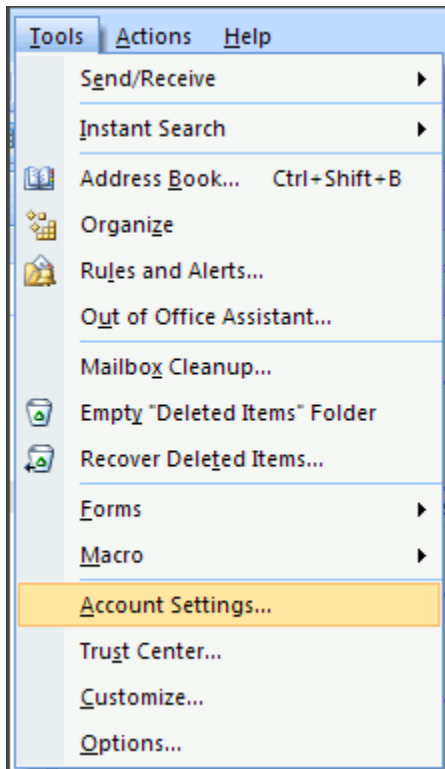 Tools Actions Help
Send/Receive
Instant Search
Address Book... Ctrl+Shift+B
Organize
Rules and Alerts...
Out of Office Assistant...
Mailbox Cleanup...
Empty "Deleted Items" Folder
Recover Deleted Items...
Forms
Macro
Account Settings...
Trust Center...
Customize...
Options...